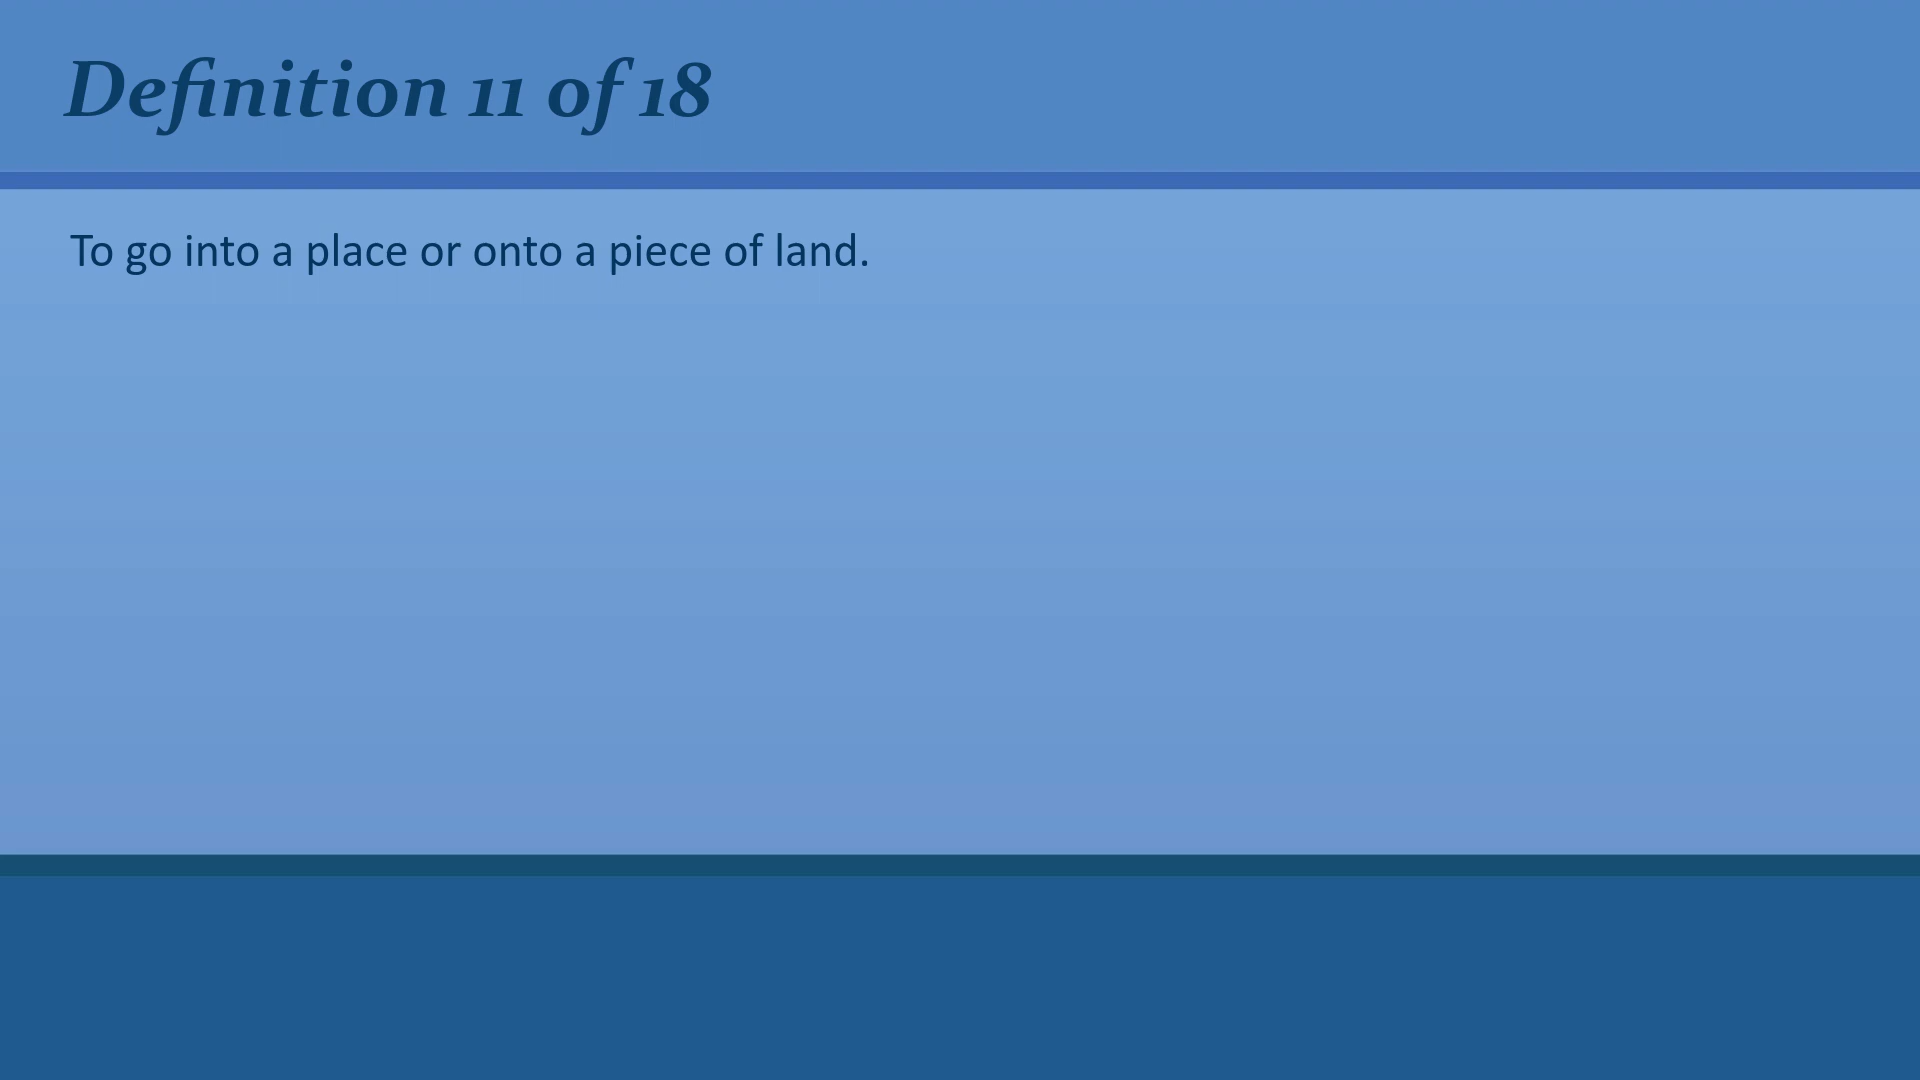 Definition 11 of 18
To go into a place or onto a piece of land.